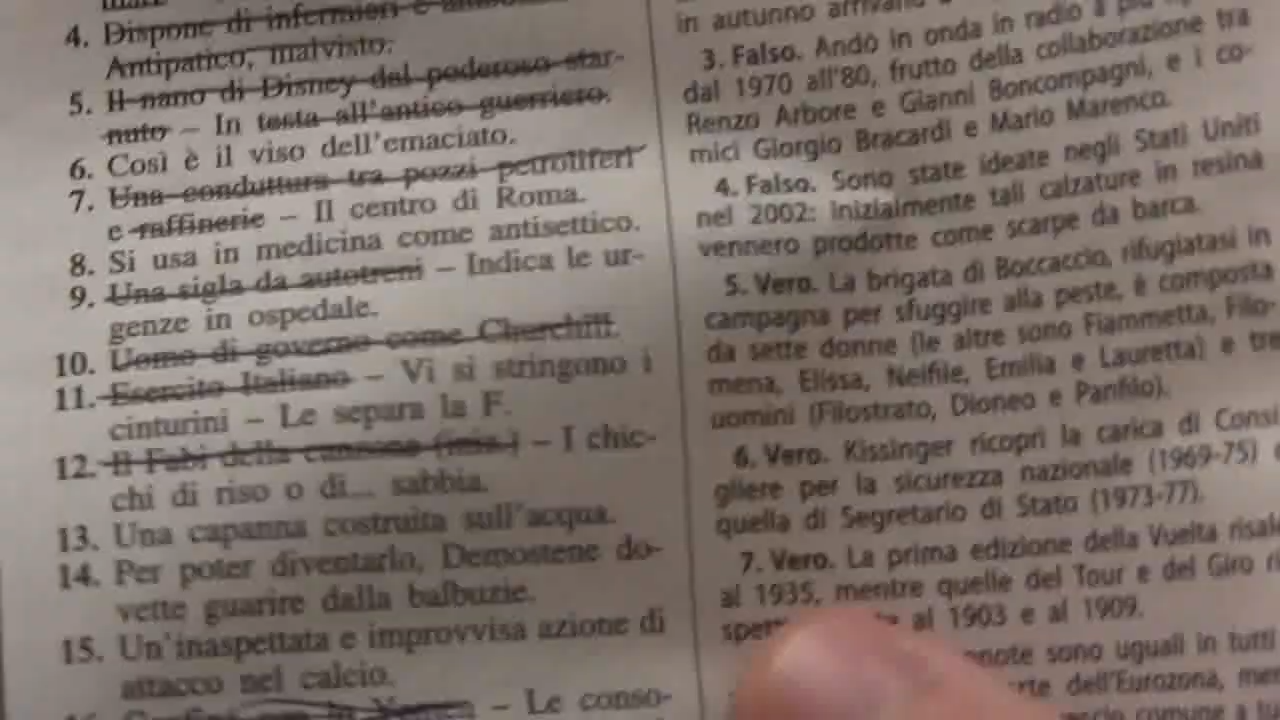 4. Dispone di infermieri e
Antipatico, malvisto.
5. Il nano di Disney dal poderoso star-
nuto – In testa all'antico guerriero.
6. Così è il viso dell'emaciato.
7. Una conduttura tra pozzi petroliferi
e raffinerie – Il centro di Roma.
8. Si usa in medicina come antisettico.
9. Una sigla da autotreni – Indica le ur-
genze in ospedale.
10. Uomo di governo come Churchill.
11. Esercito Italiano – Vi si stringono i
cinturini – Le separa la F.
12. Il Fabi della canzone (iniz.) – I chic-
chi di riso o di... sabbia.
13. Una capanna costruita sull'acqua.
14. Per poter diventarlo, Demostene do-
vette guarire dalla balbuzie.
15. Un'inaspettata e improvvisa azione di
attacco nel calcio.
– Le conso-
in autunno arrivano
3. Falso. Andò in onda in radio
dal 1970 all'80, frutto della collaborazione tra
Renzo Arbore e Gianni Boncompagni, e i co-
mici Giorgio Bracardi e Mario Marenco.
4. Falso. Sono state ideate negli Stati Uniti
nel 2002: inizialmente tali calzature in resina
vennero prodotte come scarpe da barca.
5. Vero. La brigata di Boccaccio, rifugiatasi in
campagna per sfuggire alla peste, è composta
da sette donne (le altre sono Fiammetta, Filo-
mena, Elissa, Neifile, Emilia e Lauretta) e tre
uomini (Filostrato, Dioneo e Panfilo).
6. Vero. Kissinger ricoprì la carica di Consi
gliere per la sicurezza nazionale (1969-75)
quella di Segretario di Stato (1973-77).
7. Vero. La prima edizione della Vuelta risal
al 1935, mentre quelle del Tour e del Giro ri
al 1903 e al 1909.
sono uguali in tutti
dell'Eurozona,
comune a